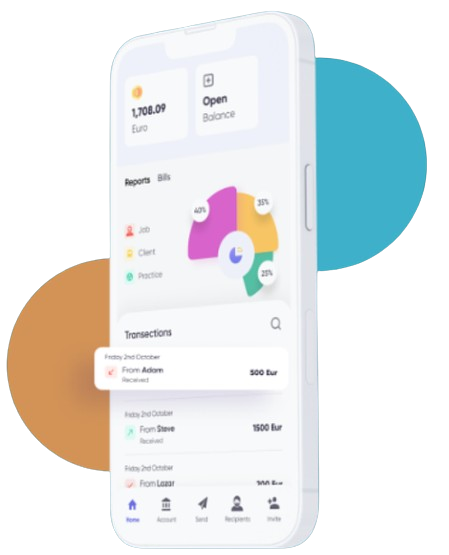 1,708.09
Euro
Open
Balance
Reports Bills
40%
35%
Job
Client
25%
Practice
Transections
Friday 2nd October
From Adam
500 Eur
Received
Friday 2nd October
From Steve
1500 Eur
Received
Friday 2nd October
From Lazar
200 Eur
Home Account Send Recipients Invite